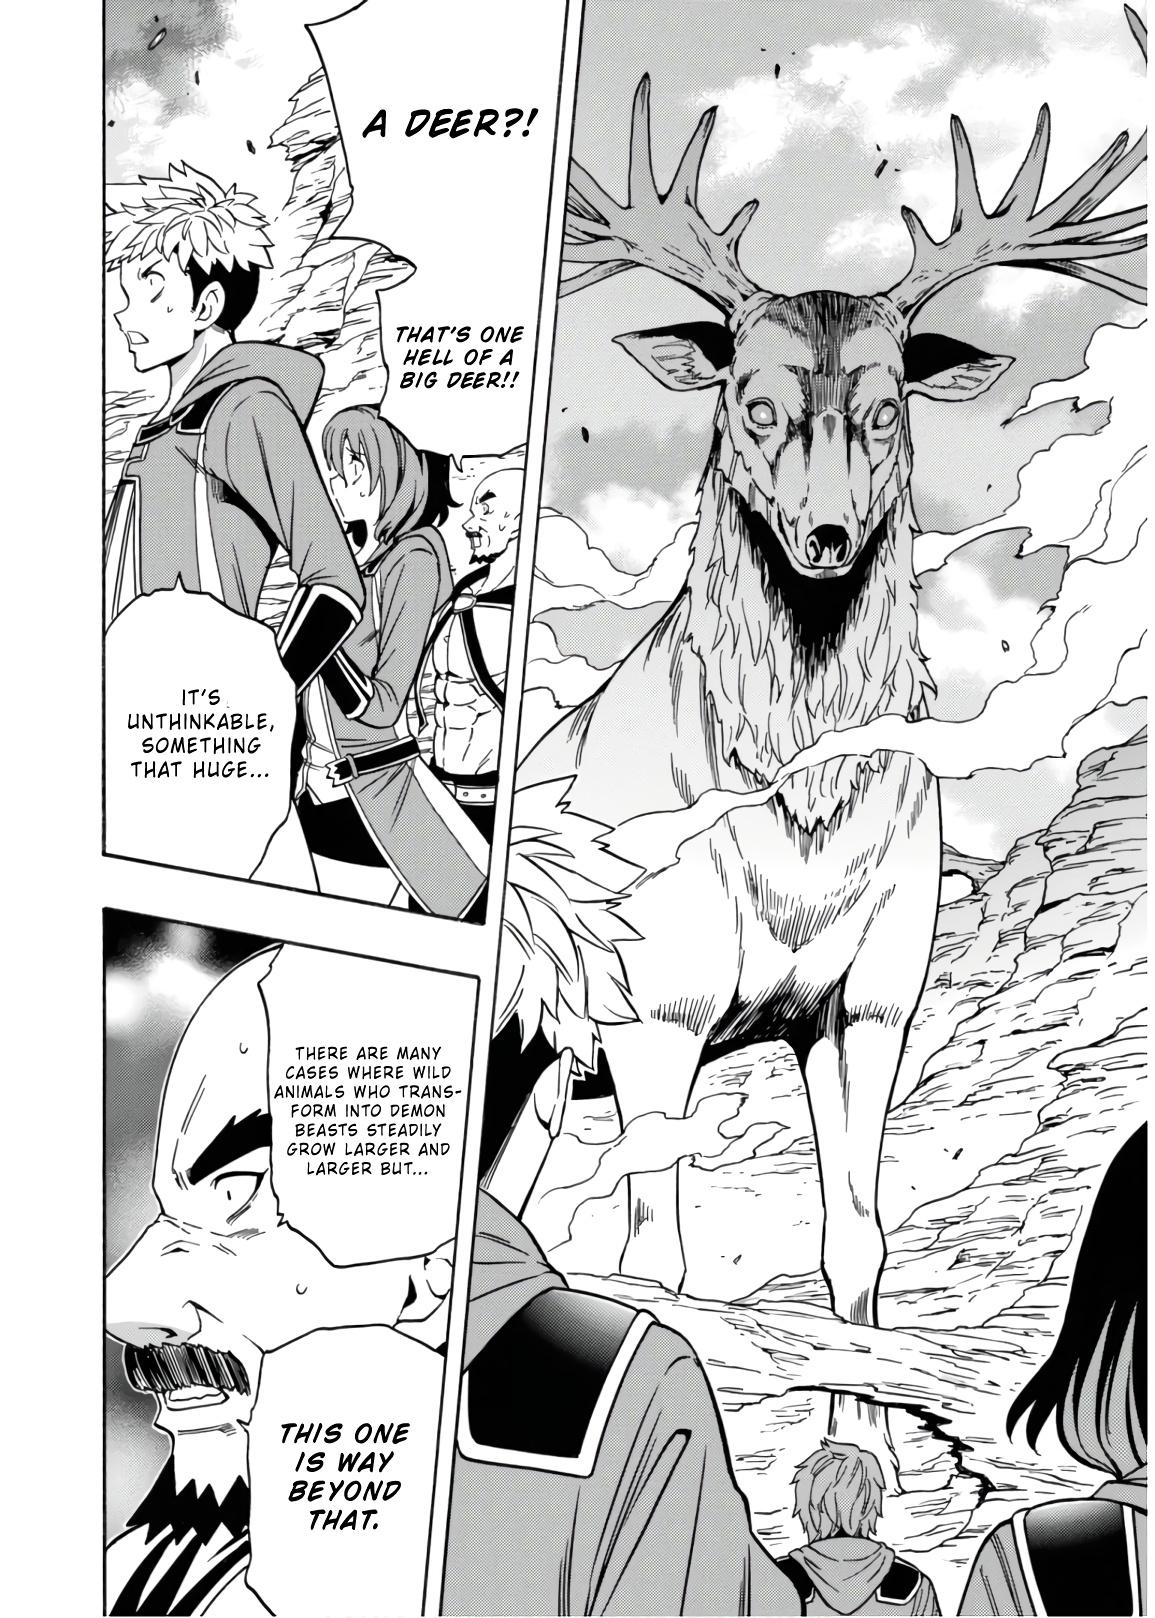 A DEER?!
THAT'S ONE
HELL OF A
BIG DEER!!
IT'S
UNTHINKABLE,
SOMETHING
THAT HUGE...
THERE ARE MANY
CASES WHERE WILD
ANIMALS WHO TRANS-
FORM INTO DEMON
BEASTS STEADILY
GROW LARGER AND
LARGER BUT...
THIS ONE
IS WAY
BEYOND
THAT.